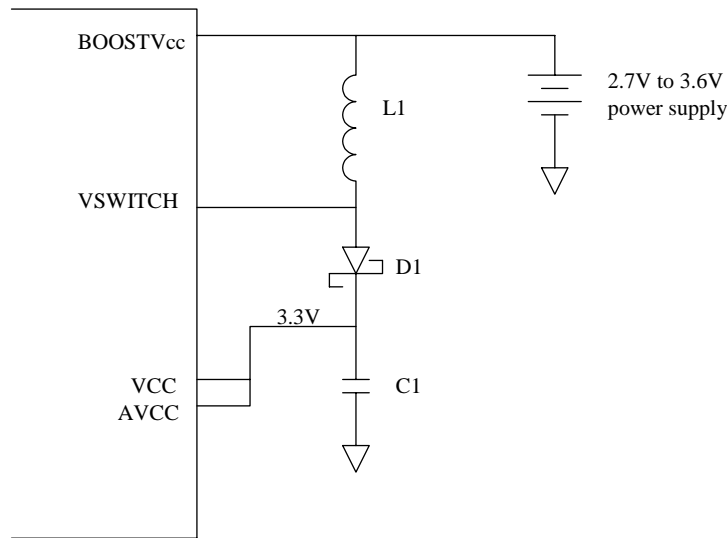 BOOSTVcc
2.7V to 3.6V
power supply
L1
VSWITCH
D1
3.3V
VCC
C1
AVCC